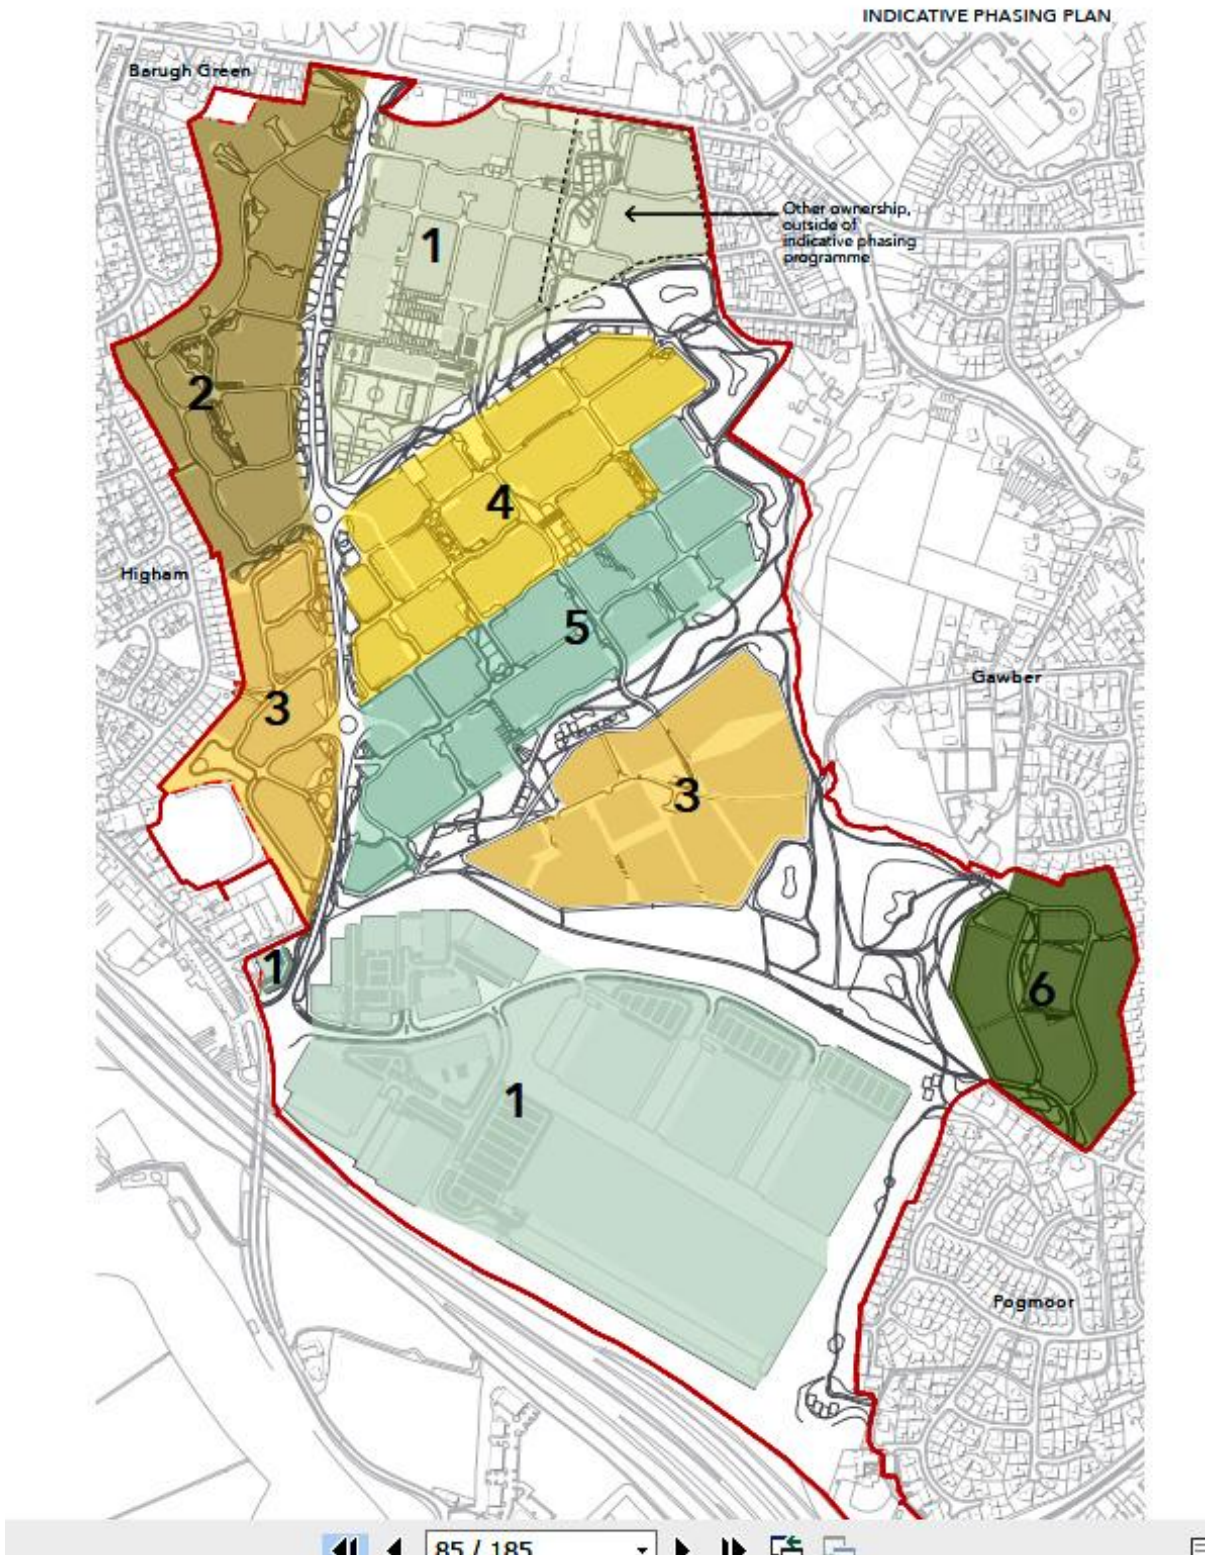 INDICATIVE PHASING PLAN
Barugh Green
Other ownership,
outside of
indicative phasing
programme
1
2
4
Higham
5
Gawber
3
3
1
6
1
Pogmoor
85 / 185